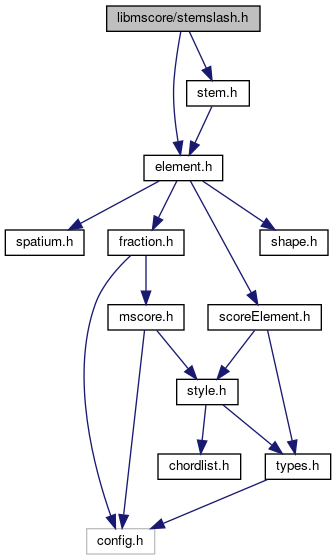 libmscore/stemslash.h
stem.h
element.h
spatium.h
fraction.h
shape.h
mscore.h
scoreElement.h
style.h
chordlist.h
types.h
config.h